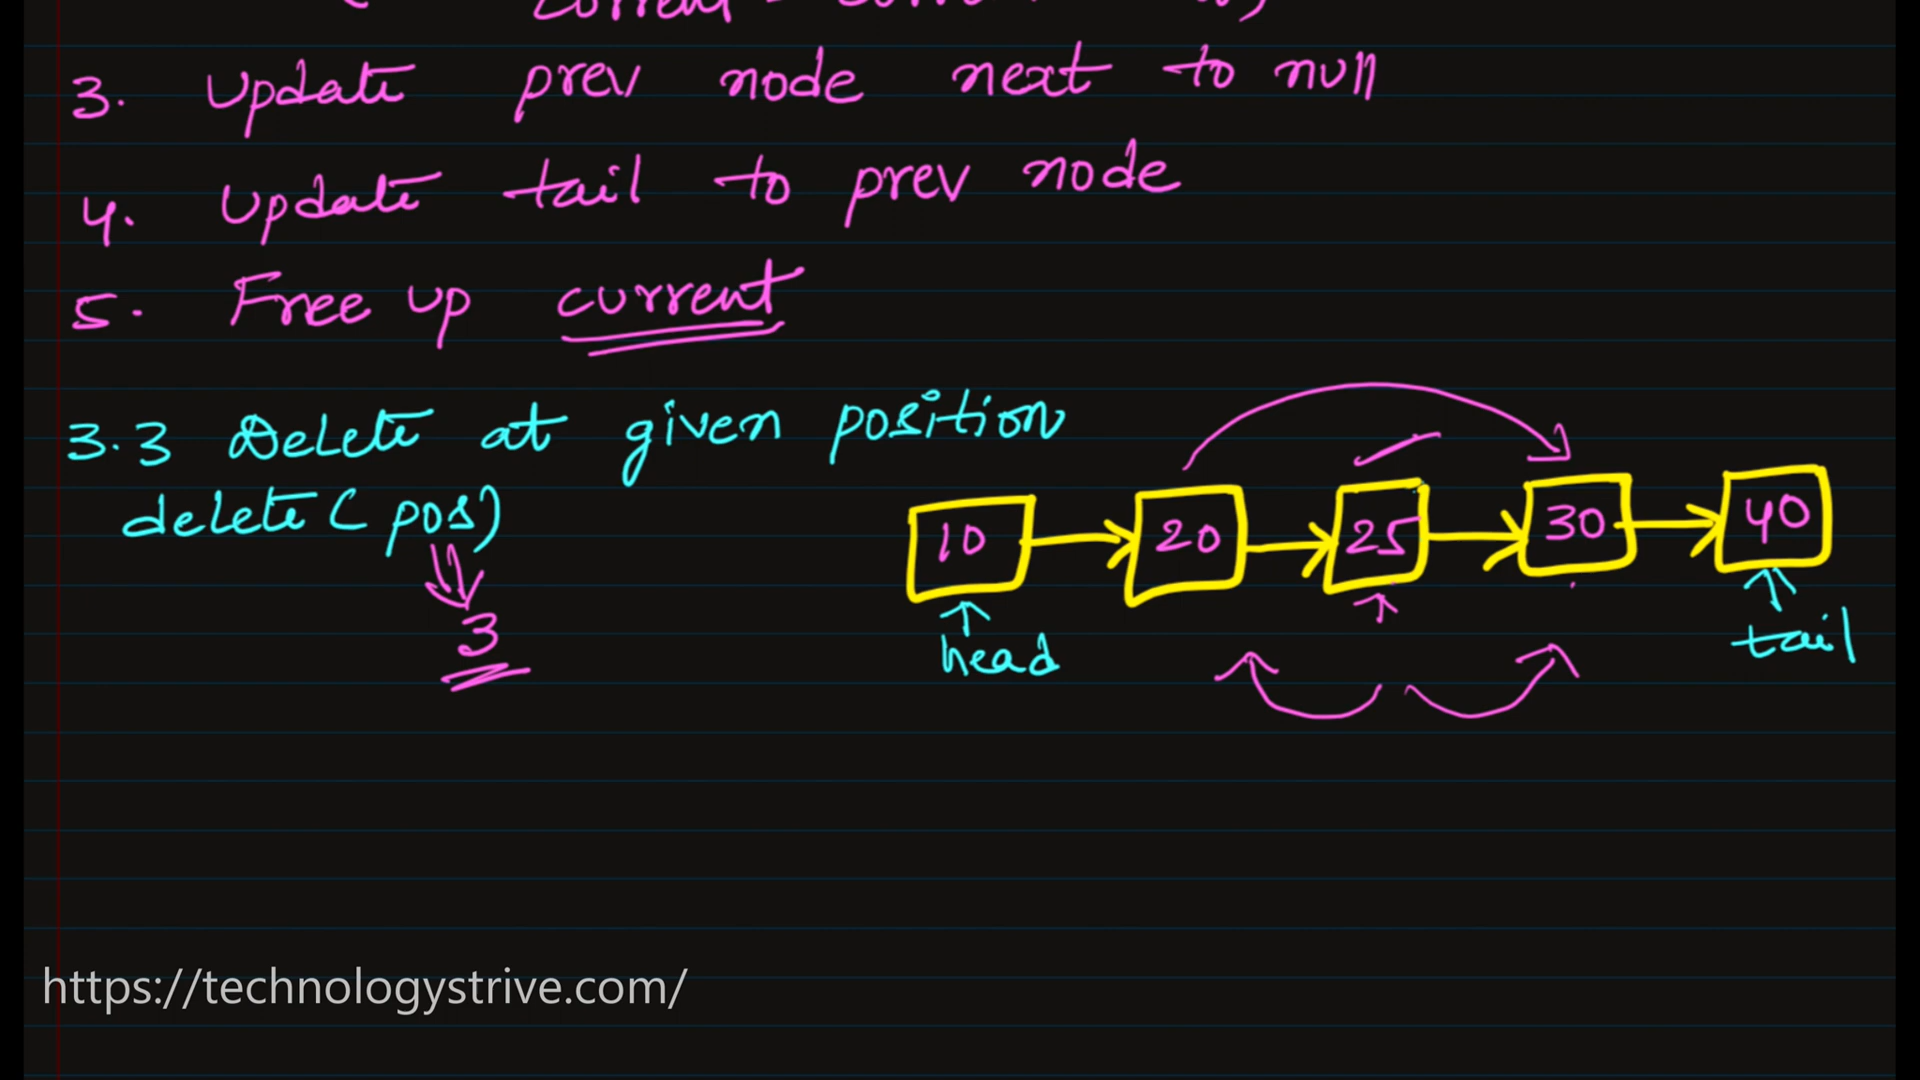 3. Update prev node next to null
4. Update tail to prev node
5. Free up current
3.3 Delete at given position
delete (pos)
3
10 20 25 30 40
head tail
https://technologystrive.com/